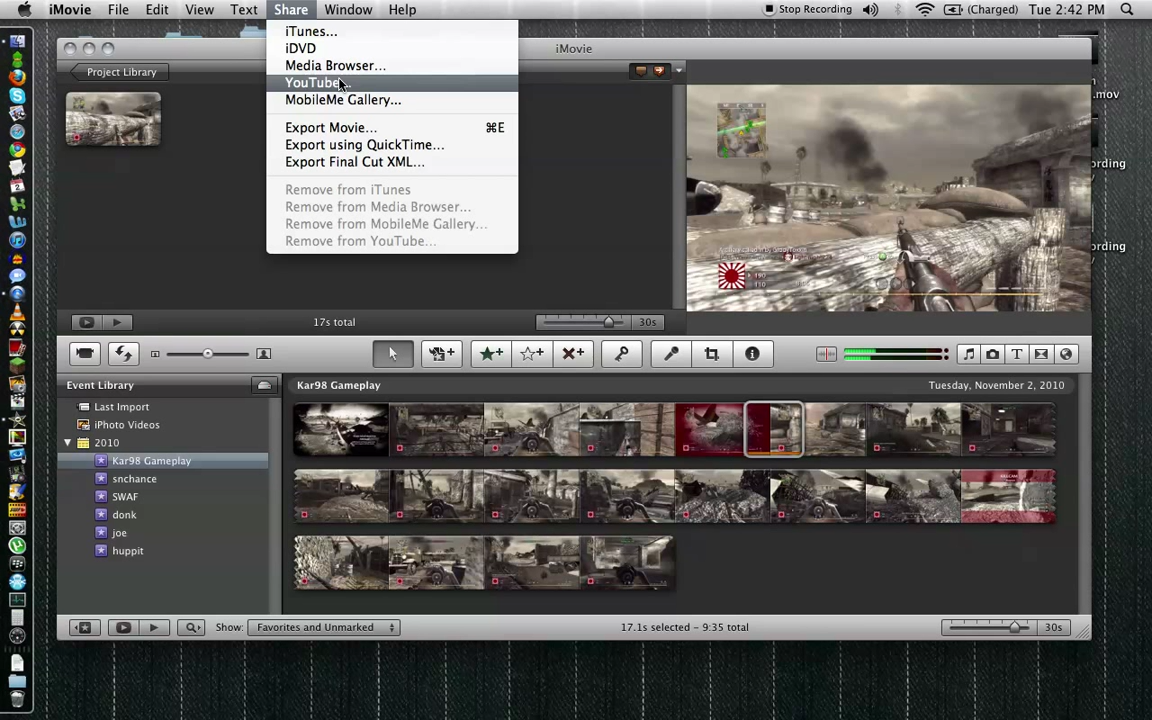 iMovie File Edit View Text Share Window Help Stop Recording (Charged) Tue 2:42 PM
iTunes...
iDVD
Media Browser...
YouTube...
MobileMe Gallery...
Export Movie... ⌘E
Export using QuickTime...
Export Final Cut XML...
Remove from iTunes
Remove from Media Browser...
Remove from MobileMe Gallery...
Remove from YouTube...
iMovie
Project Library
.mov
ording
190
17s total
30s
Event Library
Kar98 Gameplay
Tuesday, November 2, 2010
Last Import
iPhoto Videos
2010
Kar98 Gameplay
snchance
SWAF
donk
joe
huppit
Show: Favorites and Unmarked
17.1s selected - 9:35 total
30s